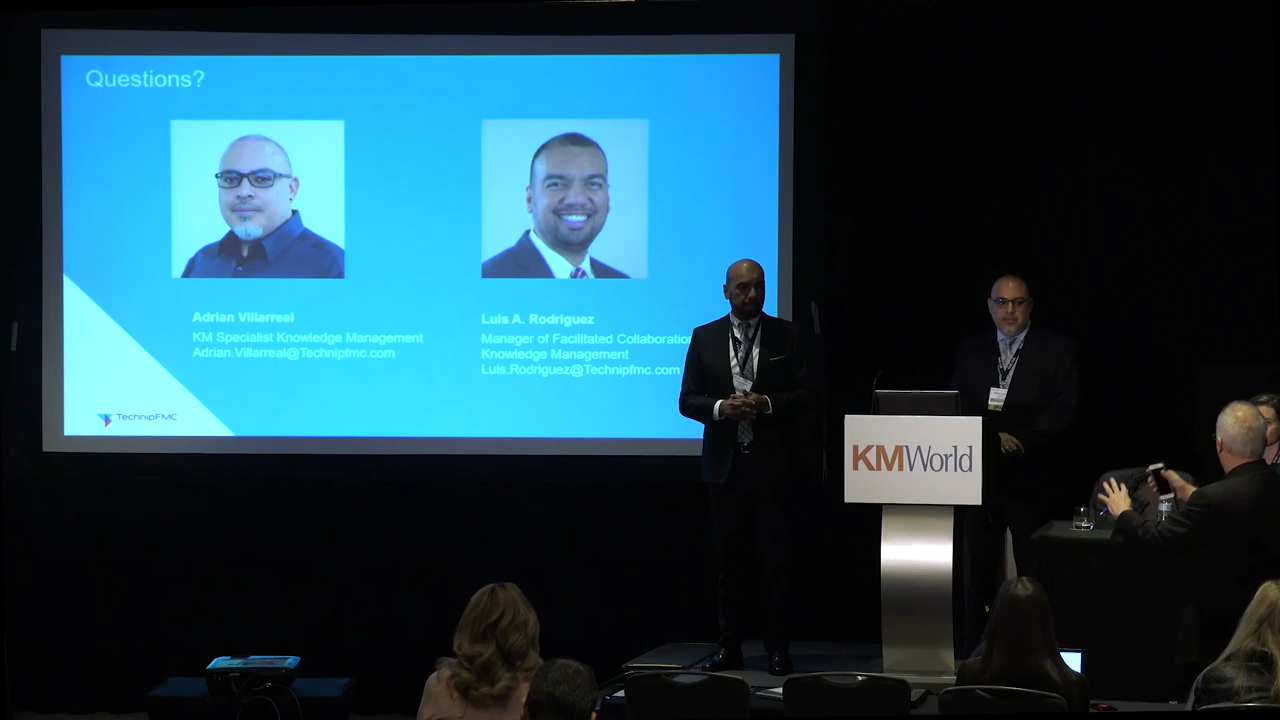 Questions?
Adrian Villarreal
KM Specialist Knowledge Management
Adrian.Villarreal@Technipfmc.com
Luis A. Rodriguez
Manager of Facilitated Collaboratio
Knowledge Management
Luis.Rodriguez@Technipfmc.com
TechnipFMC
KMWorld